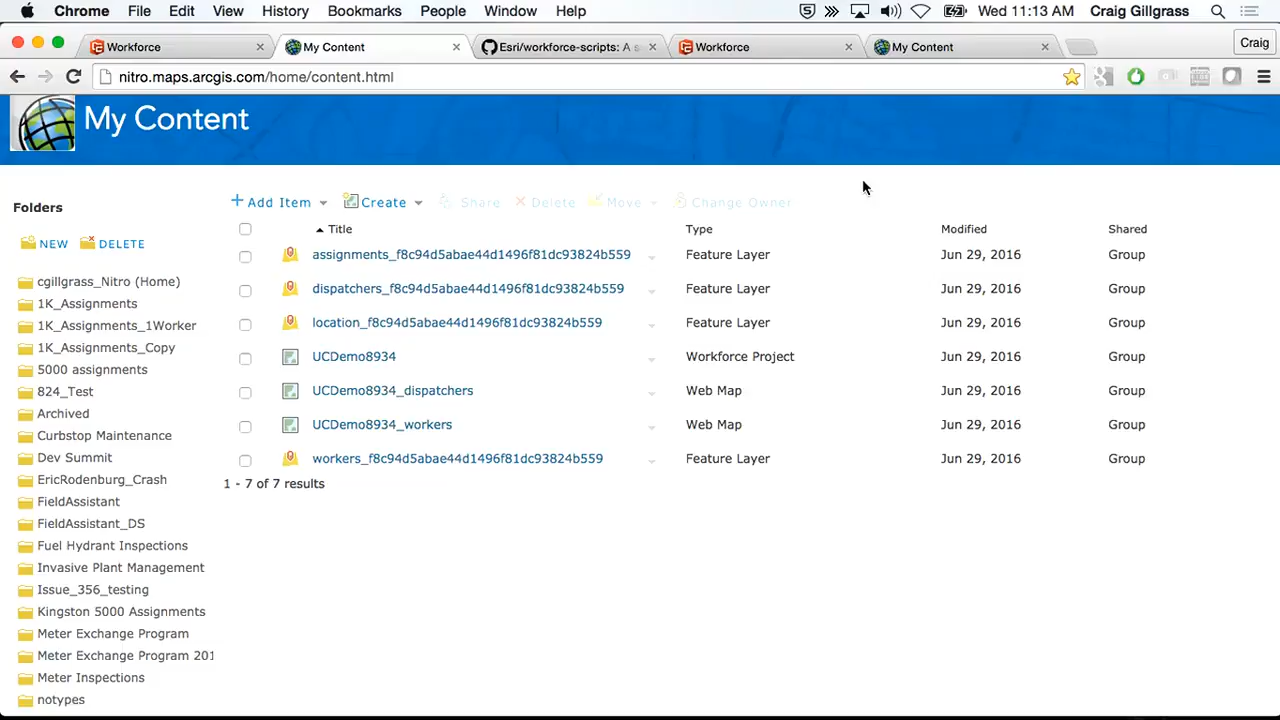 Chrome File Edit View History Bookmarks People Window Help Wed 11:13 AM Craig Gillgrass
Workforce My Content Esri/workforce-scripts: A s Workforce My Content Craig
nitro.maps.arcgis.com/home/content.html
My Content
Folders
NEW DELETE
cgillgrass_Nitro (Home)
1K_Assignments
1K_Assignments_1Worker
1K_Assignments_Copy
5000 assignments
824_Test
Archived
Curbstop Maintenance
Dev Summit
EricRodenburg_Crash
FieldAssistant
FieldAssistant_DS
Fuel Hydrant Inspections
Invasive Plant Management
Issue_356_testing
Kingston 5000 Assignments
Meter Exchange Program
Meter Exchange Program 201
Meter Inspections
notypes
Add Item Create Share Delete Move Change Owner
Title Type Modified Shared
assignments_f8c94d5abae44d1496f81dc93824b559 Feature Layer Jun 29, 2016 Group
dispatchers_f8c94d5abae44d1496f81dc93824b559 Feature Layer Jun 29, 2016 Group
location_f8c94d5abae44d1496f81dc93824b559 Feature Layer Jun 29, 2016 Group
UCDemo8934 Workforce Project Jun 29, 2016 Group
UCDemo8934_dispatchers Web Map Jun 29, 2016 Group
UCDemo8934_workers Web Map Jun 29, 2016 Group
workers_f8c94d5abae44d1496f81dc93824b559 Feature Layer Jun 29, 2016 Group
1 - 7 of 7 results